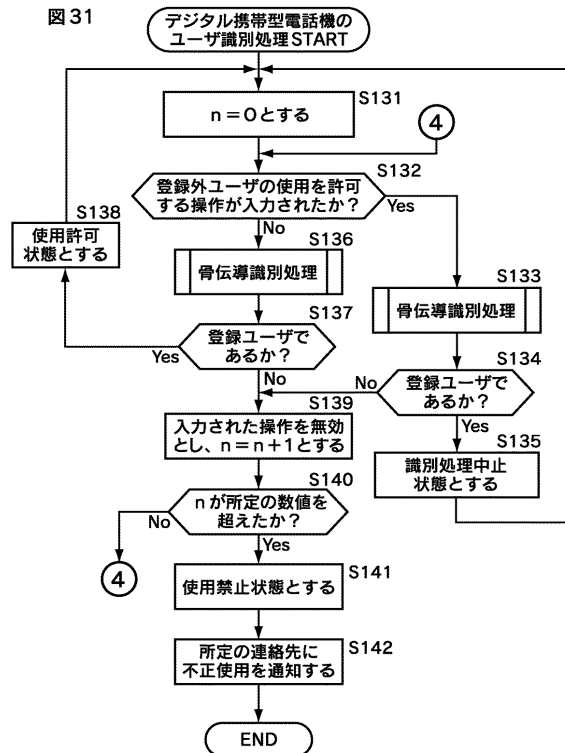 図31
デジタル携帯型電話機の
ユーザ識別処理START
S131
n=0とする
4
S132
登録外ユーザの使用を許可
する操作が入力されたか?
Yes
No
S138
使用許可
状態とする
S136
骨伝導識別処理
S133
骨伝導識別処理
S137
登録ユーザで
あるか?
Yes
No
S134
登録ユーザで
あるか?
No
Yes
S139
入力された操作を無効
とし、n=n+1とする
S135
識別処理中止
状態とする
S140
nが所定の数値を
超えたか?
No
Yes
4
S141
使用禁止状態とする
S142
所定の連絡先に
不正使用を通知する
END